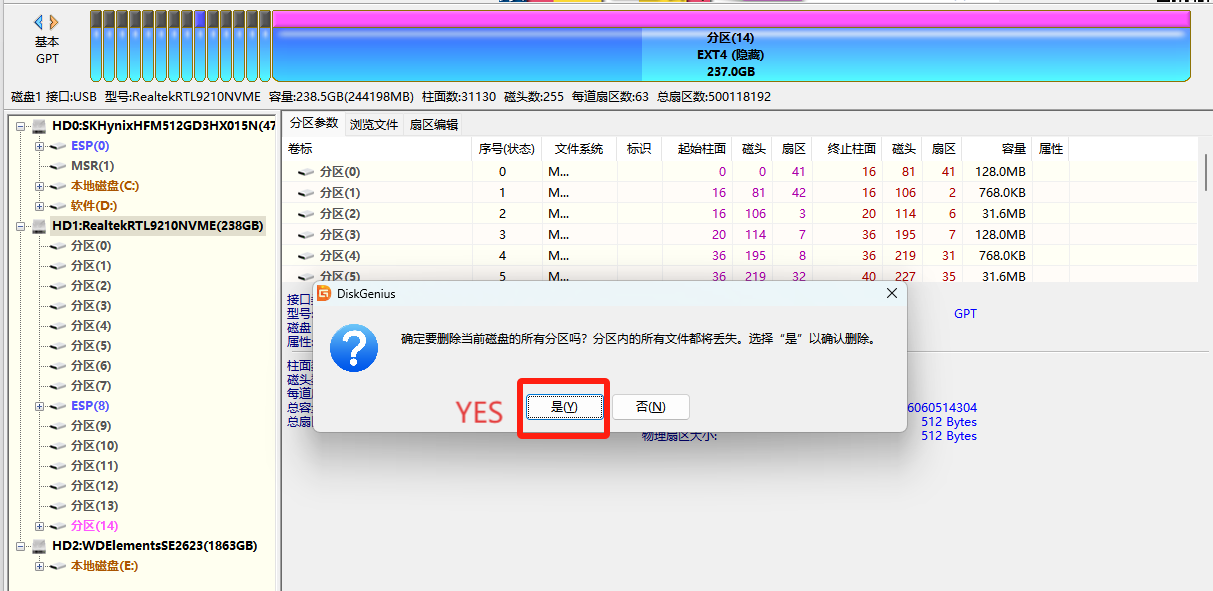 基本
GPT
分区(14)
EXT4 (隐藏)
237.0GB
磁盘1 接口:USB 型号:RealtekRTL9210NVME 容量:238.5GB(244198MB) 柱面数:31130 磁头数:255 每道扇区数:63 总扇区数:500118192
HD0:SKHynixHFM512GD3HX015N(47
ESP(0)
MSR(1)
本地磁盘(C:)
软件(D:)
HD1:RealtekRTL9210NVME(238GB)
分区(0)
分区(1)
分区(2)
分区(3)
分区(4)
分区(5)
分区(6)
分区(7)
ESP(8)
分区(9)
分区(10)
分区(11)
分区(12)
分区(13)
分区(14)
HD2:WDElementsSE2623(1863GB)
本地磁盘(E:)
分区参数 浏览文件 扇区编辑
卷标 序号(状态) 文件系统 标识 起始柱面 磁头 扇区 终止柱面 磁头 扇区 容量 属性
分区(0) 0 M... 0 0 41 16 81 41 128.0MB
分区(1) 1 M... 16 81 42 16 106 2 768.0KB
分区(2) 2 M... 16 106 3 20 114 6 31.6MB
分区(3) 3 M... 20 114 7 36 195 7 128.0MB
分区(4) 4 M... 36 195 8 36 219 31 768.0KB
分区(5) 5 M... 36 219 32 40 227 35 31.6MB
接口
型号:
磁盘
属性:
GPT
柱面
磁头
每道
总容
总扇
6060514304
512 Bytes
物理扇区大小:
512 Bytes
DiskGenius
确定要删除当前磁盘的所有分区吗？分区内的所有文件都将丢失。选择“是”以确认删除。
YES
是(Y)
否(N)